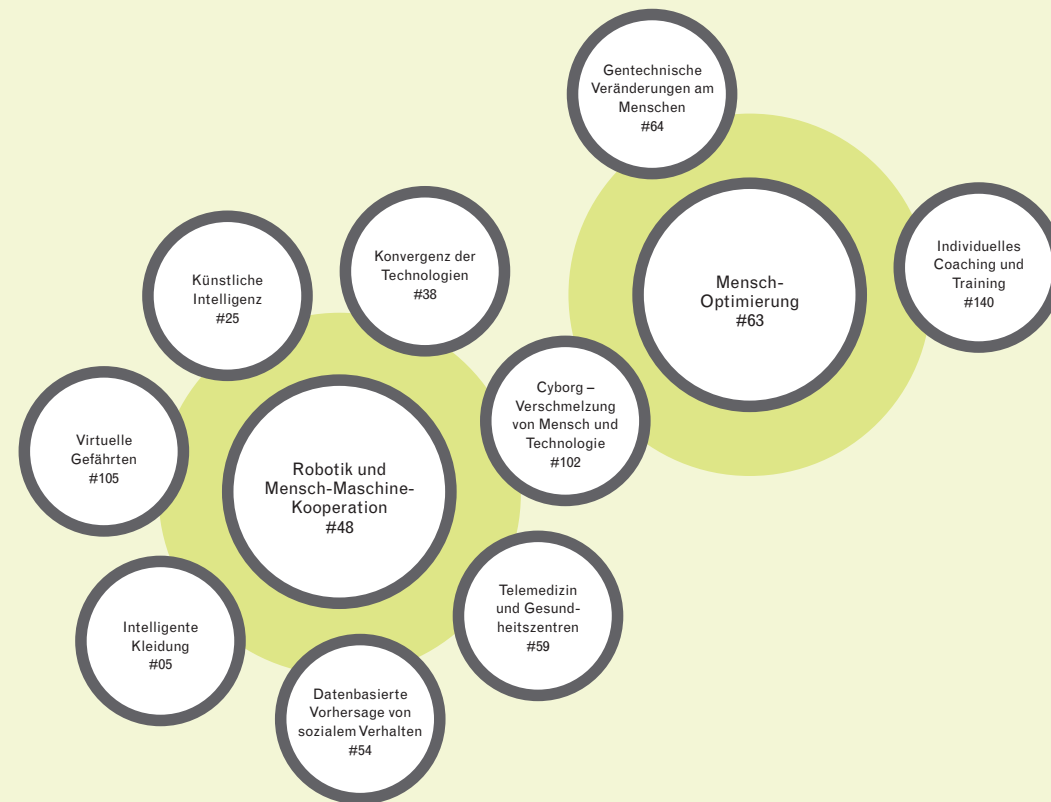 Gentechnische
Veränderungen am
Menschen
#64
Individuelles
Coaching und
Training
#140
Mensch-
Optimierung
#63
Konvergenz der
Technologien
#38
Künstliche
Intelligenz
#25
Cyborg –
Verschmelzung
von Mensch und
Technologie
#102
Virtuelle
Gefährten
#105
Robotik und
Mensch-Maschine-
Kooperation
#48
Telemedizin
und Gesund-
heitszentren
#59
Intelligente
Kleidung
#05
Datenbasierte
Vorhersage von
sozialem Verhalten
#54